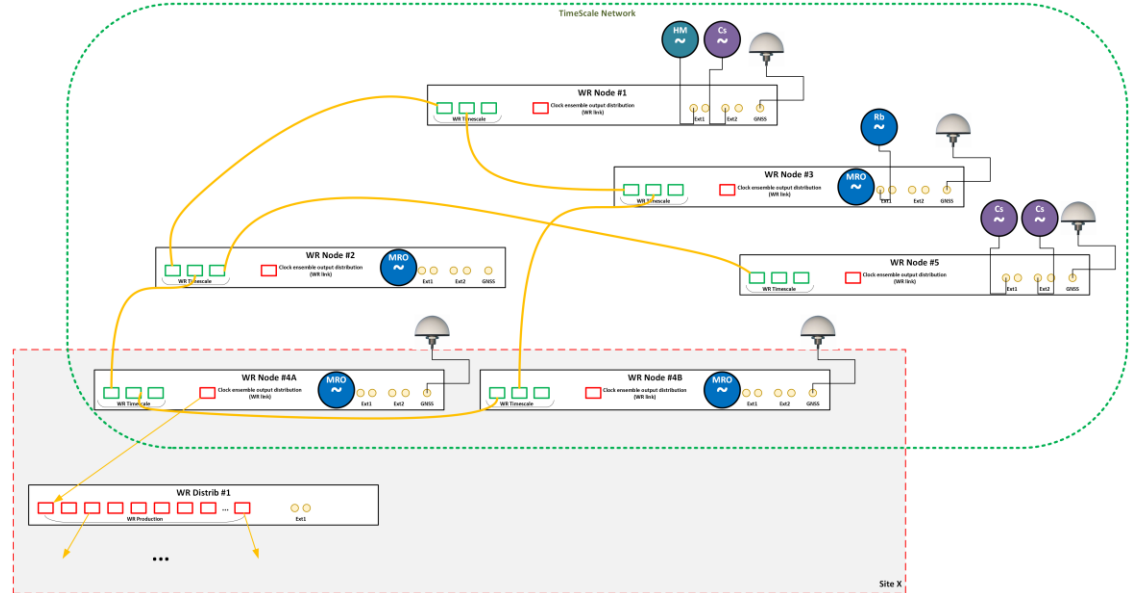 TimeScale Network
HM
~
Cs
~
WR Node #1
Clock ensemble output distribution
(WR link)
WR Timescale
Ext1
Ext2
GNSS
Rb
~
WR Node #3
MRO
~
Clock ensemble output distribution
(WR link)
WR Timescale
Ext1
Ext2
GNSS
Cs
~
Cs
~
WR Node #2
MRO
~
Clock ensemble output distribution
(WR link)
WR Timescale
Ext1
Ext2
GNSS
WR Node #5
Clock ensemble output distribution
(WR link)
WR Timescale
Ext1
Ext2
GNSS
WR Node #4A
MRO
~
Clock ensemble output distribution
(WR link)
WR Timescale
Ext1
Ext2
GNSS
WR Node #4B
MRO
~
Clock ensemble output distribution
(WR link)
WR Timescale
Ext1
Ext2
GNSS
WR Distrib #1
...
WR Production
Ext1
...
Site X